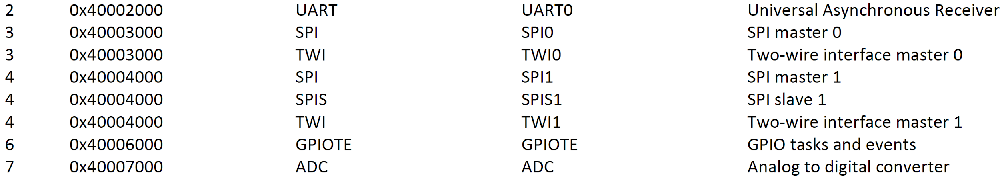 2 0x40002000 UART UART0 Universal Asynchronous Receiver
3 0x40003000 SPI SPI0 SPI master 0
3 0x40003000 TWI TWI0 Two-wire interface master 0
4 0x40004000 SPI SPI1 SPI master 1
4 0x40004000 SPIS SPIS1 SPI slave 1
4 0x40004000 TWI TWI1 Two-wire interface master 1
6 0x40006000 GPIOTE GPIOTE GPIO tasks and events
7 0x40007000 ADC ADC Analog to digital converter